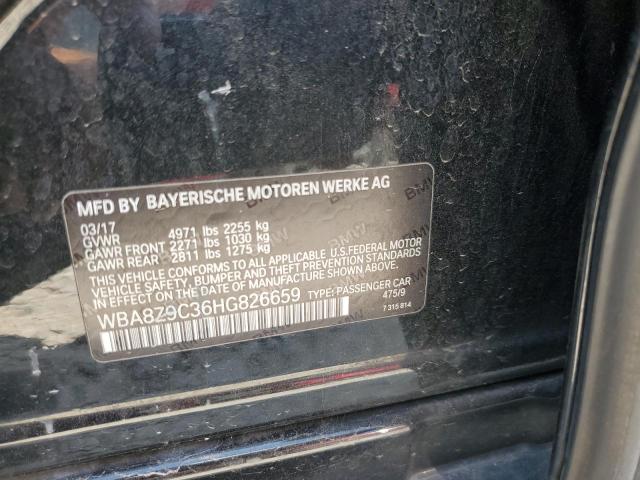 MFD BY BAYERISCHE MOTOREN WERKE AG
03/17
GVWR 4971 lbs 2255 kg
GAWR FRONT 2271 lbs 1030 kg
GAWR REAR 2811 lbs 1275 kg
THIS VEHICLE CONFORMS TO ALL APPLICABLE U.S.FEDERAL MOTOR
VEHICLE SAFETY, BUMPER,AND THEFT PREVENTION STANDARDS
IN EFFECT ON THE DATE OF MANUFACTURE SHOWN ABOVE.
WBA8Z9C36HG826659 TYPE: PASSENGER CAR
475/9
7 315 814